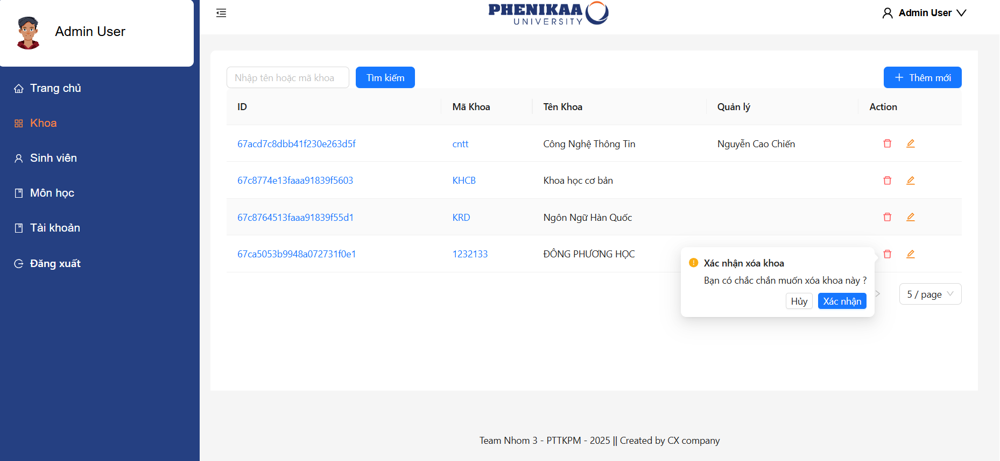 Admin User
Trang chủ
Khoa
Sinh viên
Môn học
Tài khoản
Đăng xuất
PHENIKAA
UNIVERSITY
Admin User
Nhập tên hoặc mã khoa
Tìm kiếm
Thêm mới
ID Mã Khoa Tên Khoa Quản lý Action
67acd7c8dbb41f230e263d5f cntt Công Nghệ Thông Tin Nguyễn Cao Chiến
67c8774e13faaa91839f5603 KHCB Khoa học cơ bản
67c8764513faaa91839f55d1 KRD Ngôn Ngữ Hàn Quốc
67ca5053b9948a072731f0e1 1232133 ĐÔNG PHƯƠNG HỌC
Xác nhận xóa khoa
Bạn có chắc chắn muốn xóa khoa này ?
Hủy Xác nhận
5 / page
Team Nhom 3 - PTTKPM - 2025 || Created by CX company